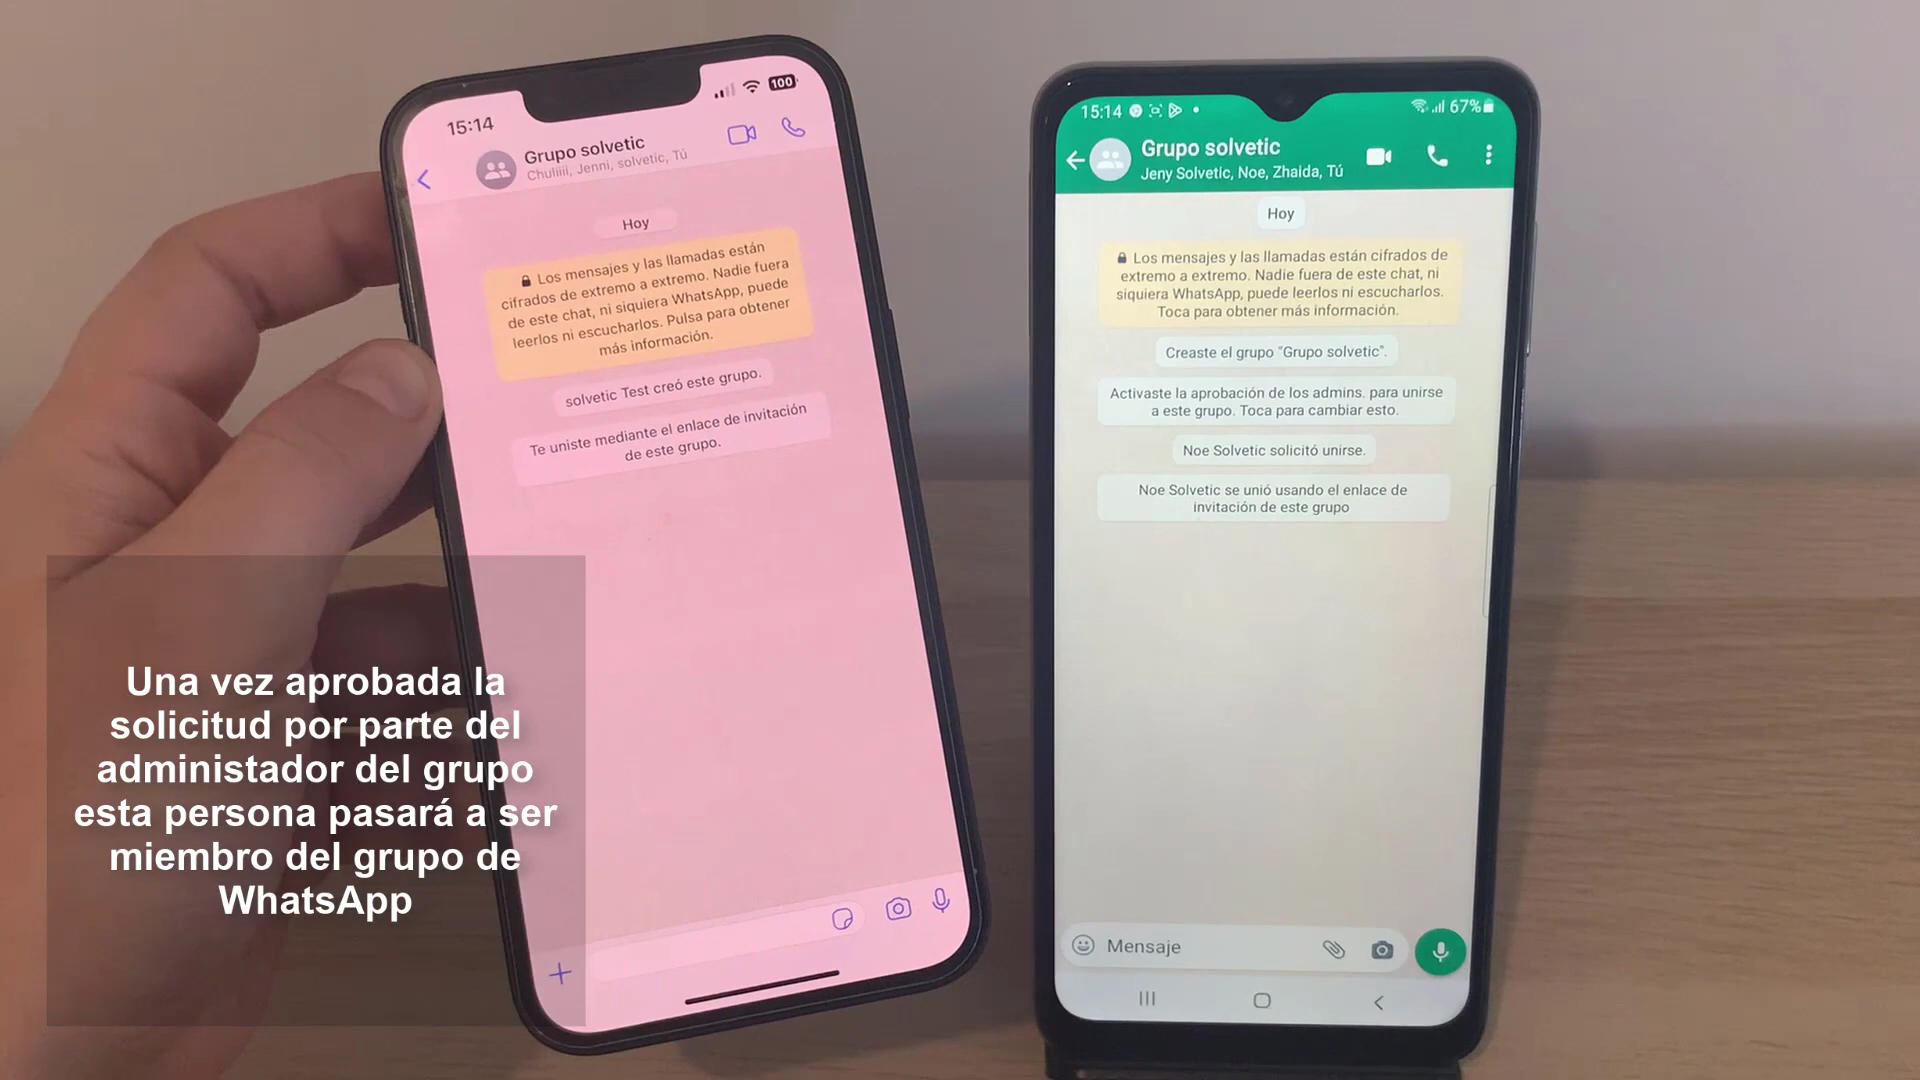 15:14
100
Grupo solvetic
Chuliiii, Jenni, solvetic, Tú
Hoy
Los mensajes y las llamadas están
cifrados de extremo a extremo. Nadie fuera
de este chat, ni siquiera WhatsApp, puede
leerlos ni escucharlos. Pulsa para obtener
más información.
solvetic Test creó este grupo.
Te uniste mediante el enlace de invitación
de este grupo.
15:14
67%
Grupo solvetic
Jeny Solvetic, Noe, Zhaida, Tú
Hoy
Los mensajes y las llamadas están cifrados de
extremo a extremo. Nadie fuera de este chat, ni
siquiera WhatsApp, puede leerlos ni escucharlos.
Toca para obtener más información.
Creaste el grupo "Grupo solvetic".
Activaste la aprobación de los admins. para unirse
a este grupo. Toca para cambiar esto.
Noe Solvetic solicitó unirse.
Noe Solvetic se unió usando el enlace de
invitación de este grupo
Mensaje
Una vez aprobada la
solicitud por parte del
administador del grupo
esta persona pasará a ser
miembro del grupo de
WhatsApp